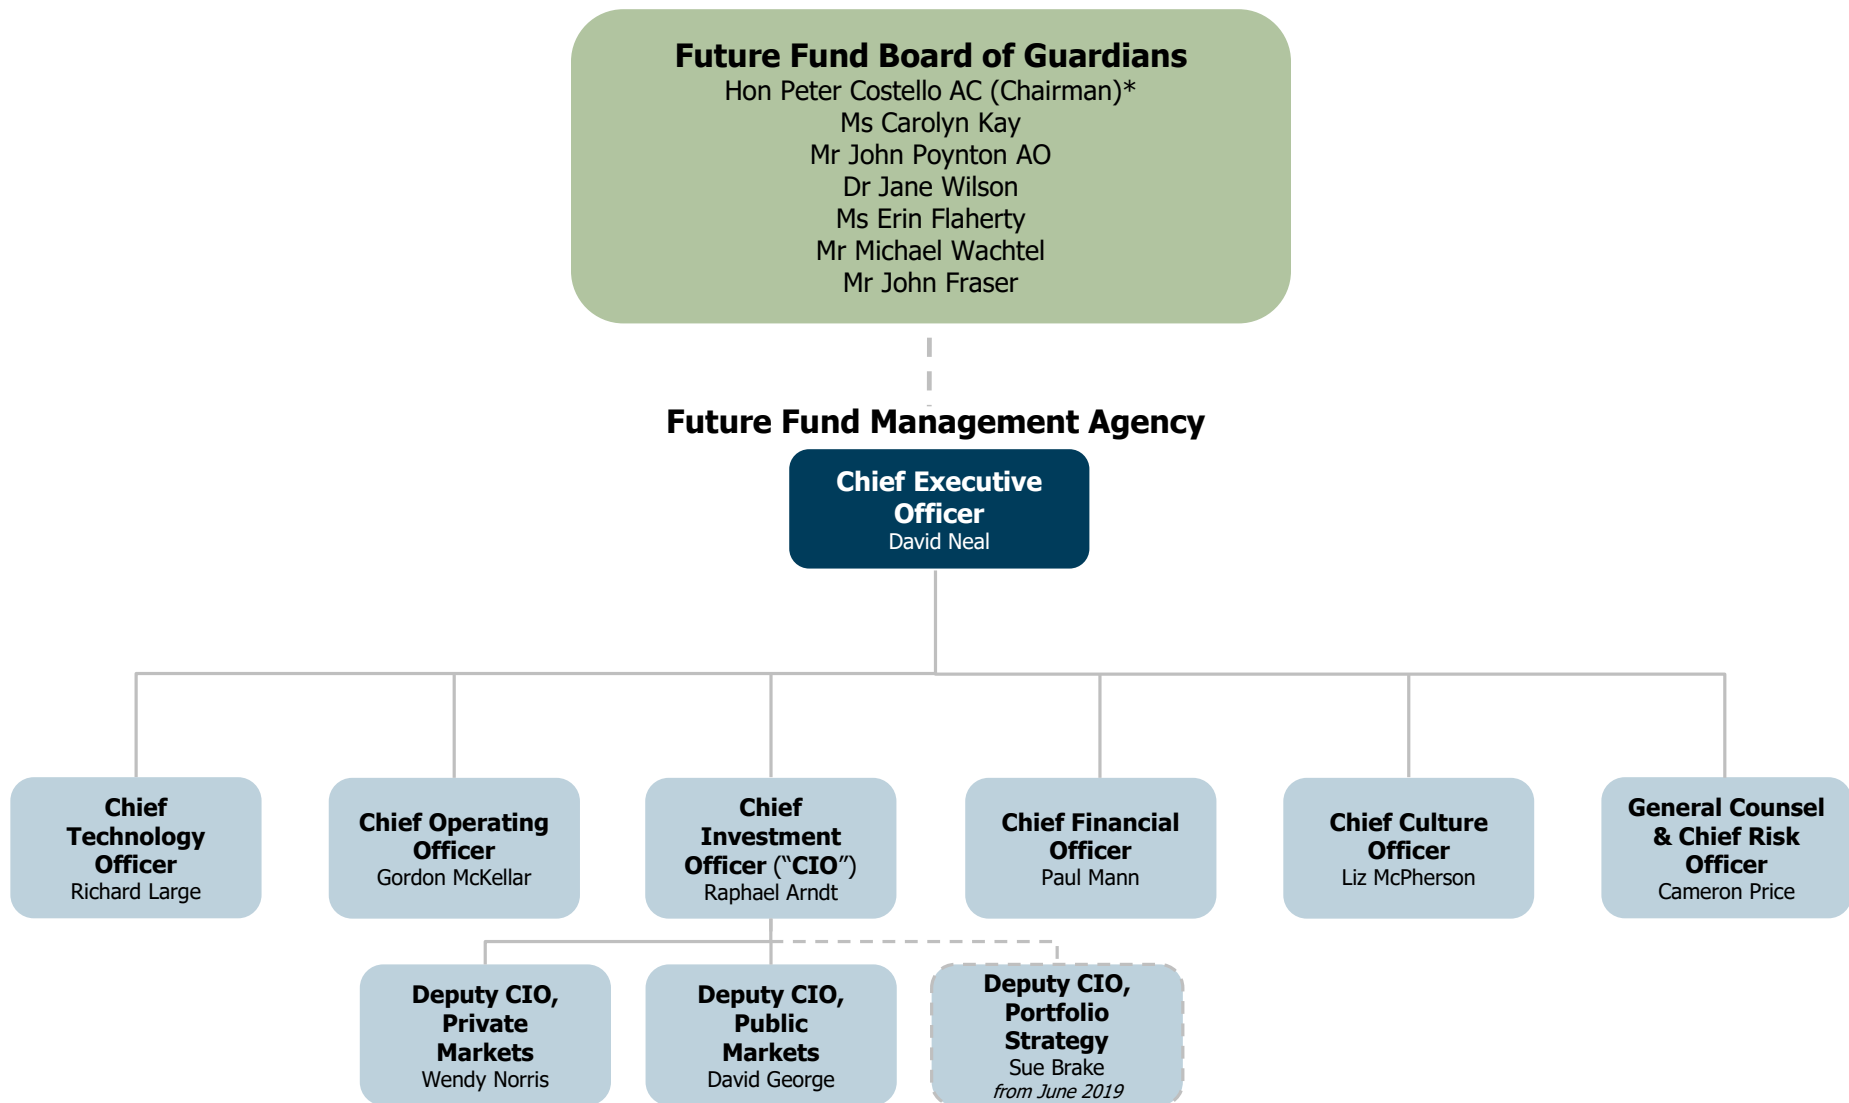 Future Fund Board of Guardians
Hon Peter Costello AC (Chairman)*
Ms Carolyn Kay
Mr John Poynton AO
Dr Jane Wilson
Ms Erin Flaherty
Mr Michael Wachtel
Mr John Fraser
Future Fund Management Agency
Chief Executive
Officer
David Neal
Chief
Technology
Officer
Richard Large
Chief Operating
Officer
Gordon McKellar
Chief
Investment
Officer (“CIO”)
Raphael Arndt
Chief Financial
Officer
Paul Mann
Chief Culture
Officer
Liz McPherson
General Counsel
& Chief Risk
Officer
Cameron Price
Deputy CIO,
Private
Markets
Wendy Norris
Deputy CIO,
Public
Markets
David George
Deputy CIO,
Portfolio
Strategy
Sue Brake
from June 2019